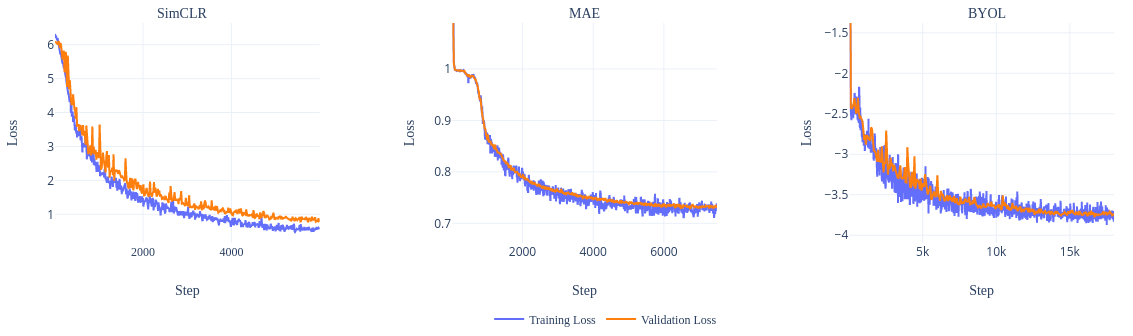 SimCLR
MAE
BYOL
Loss
6
5
4
3
2
1
2000
4000
Step
Loss
1
0.9
0.8
0.7
2000
4000
6000
Step
Loss
−1.5
−2
−2.5
−3
−3.5
−4
5k
10k
15k
Step
Training Loss
Validation Loss